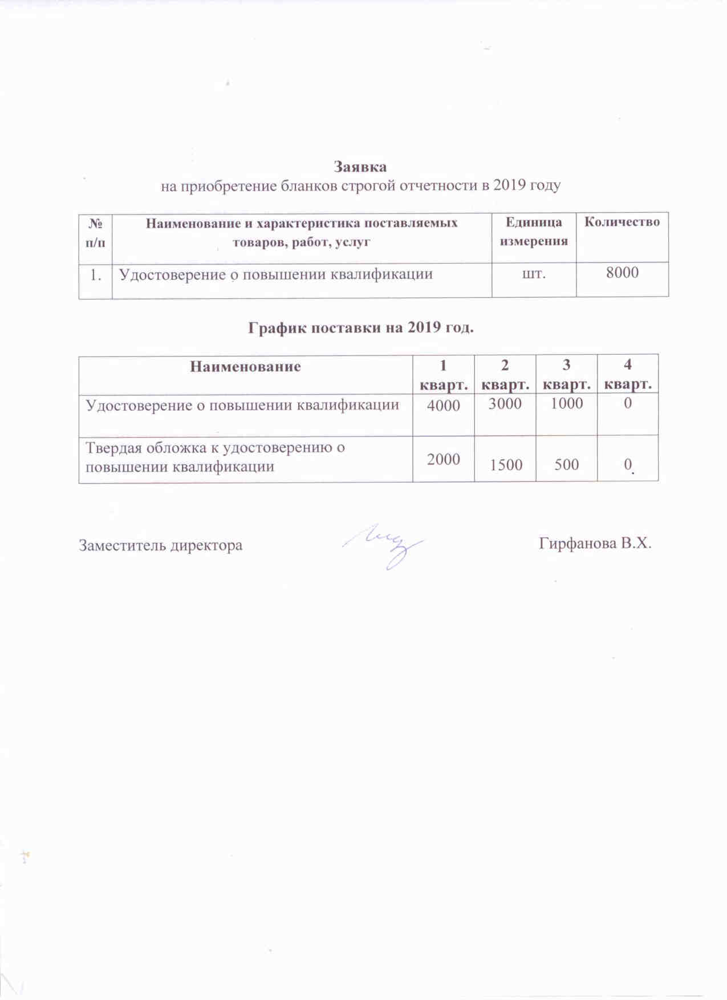 Заявка
на приобретение бланков строгой отчетности в 2019 году
№ Наименование и характеристика поставляемых Единица Количество
п/п товаров, работ, услуг измерения
1. Удостоверение о повышении квалификации шт. 8000
График поставки на 2019 год.
Наименование 1 2 3 4
кварт. кварт. кварт. кварт.
Удостоверение о повышении квалификации 4000 3000 1000 0
Твердая обложка к удостоверению о
повышении квалификации 2000 1500 500 0
Заместитель директора Гирфанова В.Х.